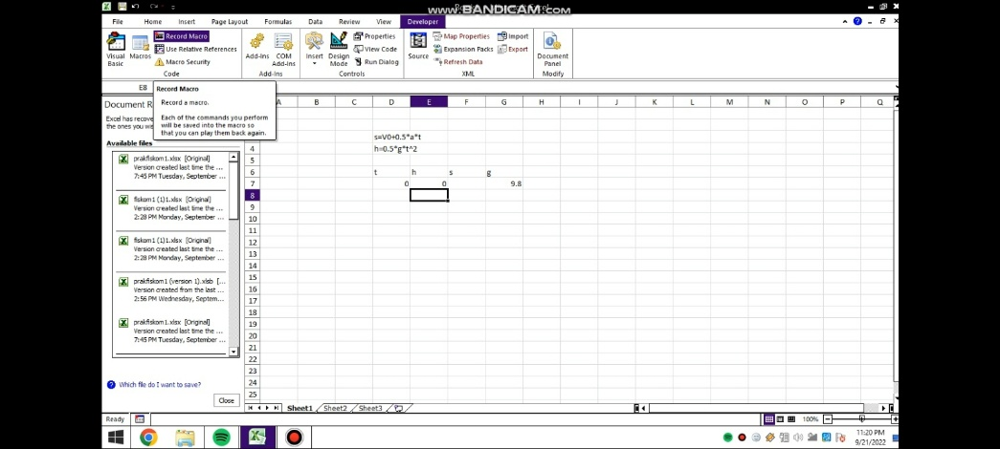 www.BANDICAM.com
File Home Insert Page Layout Formulas Data Review View Developer
Record Macro
Use Relative References
Macro Security
Visual Basic
Macros
Code
Add-Ins
COM Add-Ins
Add-Ins
Insert
Design Mode
Properties
View Code
Run Dialog
Controls
Source
Map Properties
Expansion Packs
Refresh Data
Import
Export
XML
Document Panel
Modify
E8
Record Macro
Record a macro.
Each of the commands you perform
will be saved into the macro so
that you can play them back again.
Document R
Excel has recove
the ones you wis
Available files
prakfiskom1.xlsx [Original]
Version created last time the ...
7:45 PM Tuesday, September ...
fiskom1 (1)1.xlsx [Original]
Version created last time the ...
2:28 PM Monday, September ...
fiskom1 (1)1.xlsx [Original]
Version created last time the ...
2:28 PM Monday, September ...
prakfiskom1 (version 1).xlsb [...
Version created from the last ...
2:56 PM Wednesday, Septem...
prakfiskom1.xlsx [Original]
Version created last time the ...
7:45 PM Tuesday, September ...
Which file do I want to save?
Close
A B C D E F G H I J K L M N O P Q
s=V0+0.5*a*t
4 h=0.5*g*t^2
5
6 t h s g
7 0 0 9.8
8
9
10
11
12
13
14
15
16
17
18
19
20
21
22
23
24
25
Sheet1 Sheet2 Sheet3
Ready
100%
11:20 PM
9/21/2022